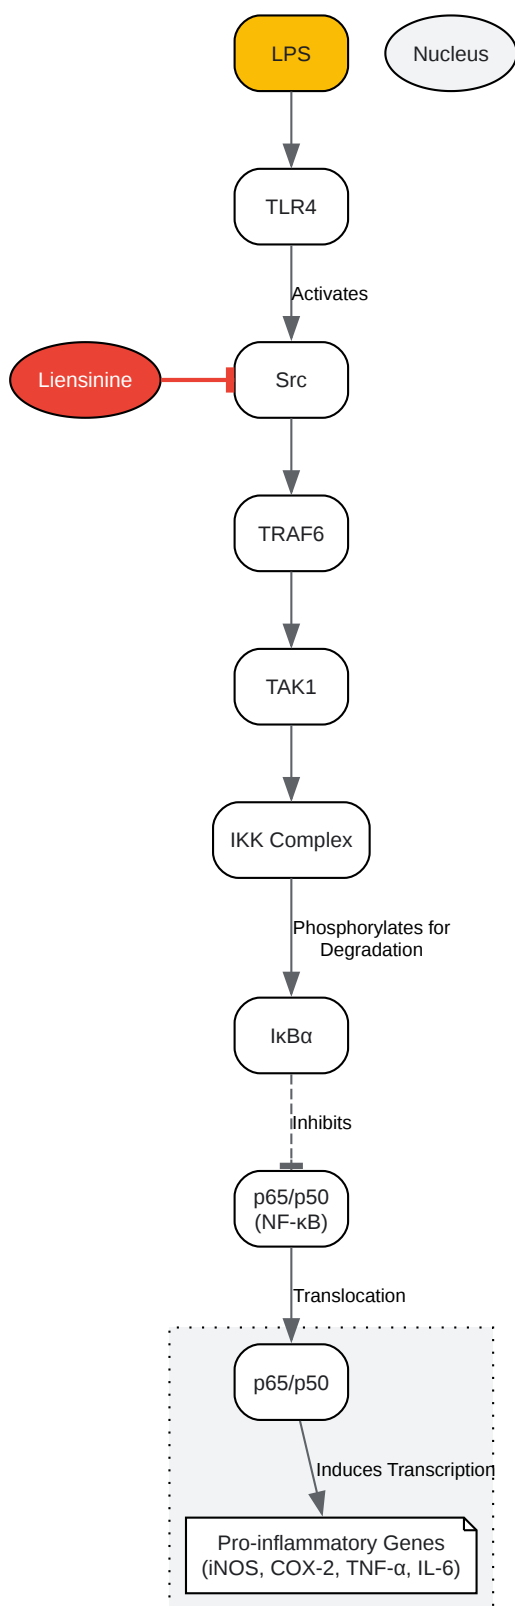 LPS
Nucleus
TLR4
Activates
Liensinine
Src
TRAF6
TAK1
IKK Complex
Phosphorylates for
Degradation
IκBα
Inhibits
p65/p50
(NF-κB)
Translocation
p65/p50
Induces Transcription
Pro-inflammatory Genes
(iNOS, COX-2, TNF-α, IL-6)